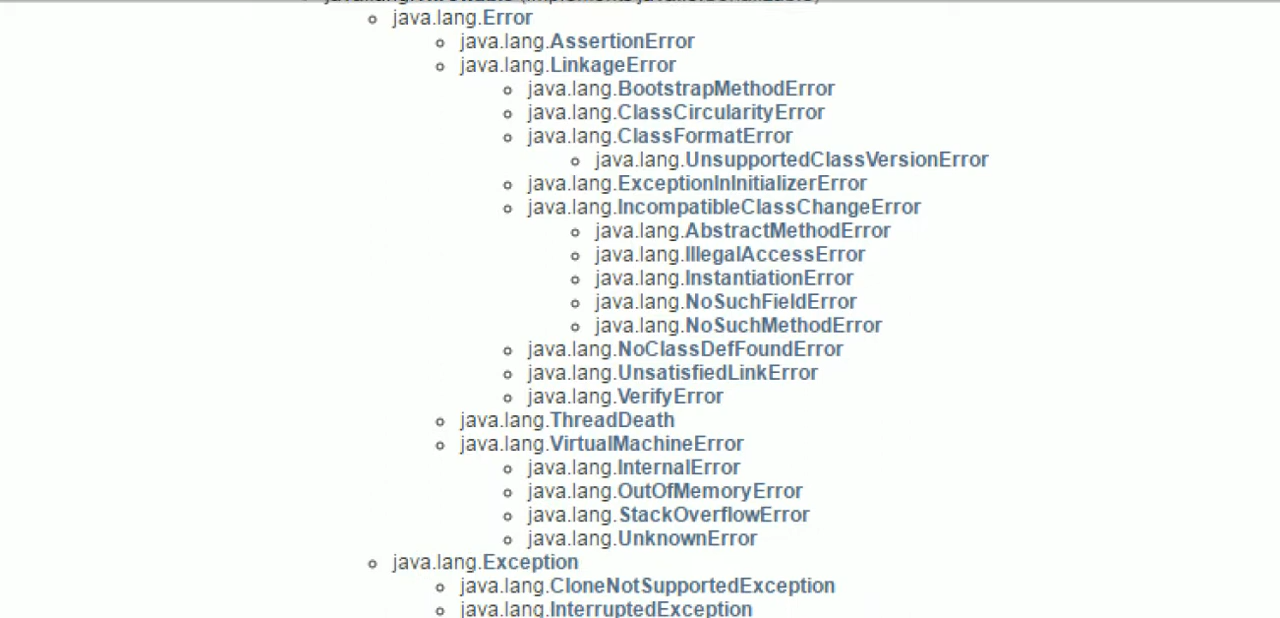 java.lang.Error
java.lang.AssertionError
java.lang.LinkageError
java.lang.BootstrapMethodError
java.lang.ClassCircularityError
java.lang.ClassFormatError
java.lang.UnsupportedClassVersionError
java.lang.ExceptionInInitializerError
java.lang.IncompatibleClassChangeError
java.lang.AbstractMethodError
java.lang.IllegalAccessError
java.lang.InstantiationError
java.lang.NoSuchFieldError
java.lang.NoSuchMethodError
java.lang.NoClassDefFoundError
java.lang.UnsatisfiedLinkError
java.lang.VerifyError
java.lang.ThreadDeath
java.lang.VirtualMachineError
java.lang.InternalError
java.lang.OutOfMemoryError
java.lang.StackOverflowError
java.lang.UnknownError
java.lang.Exception
java.lang.CloneNotSupportedException
java.lang.InterruptedException